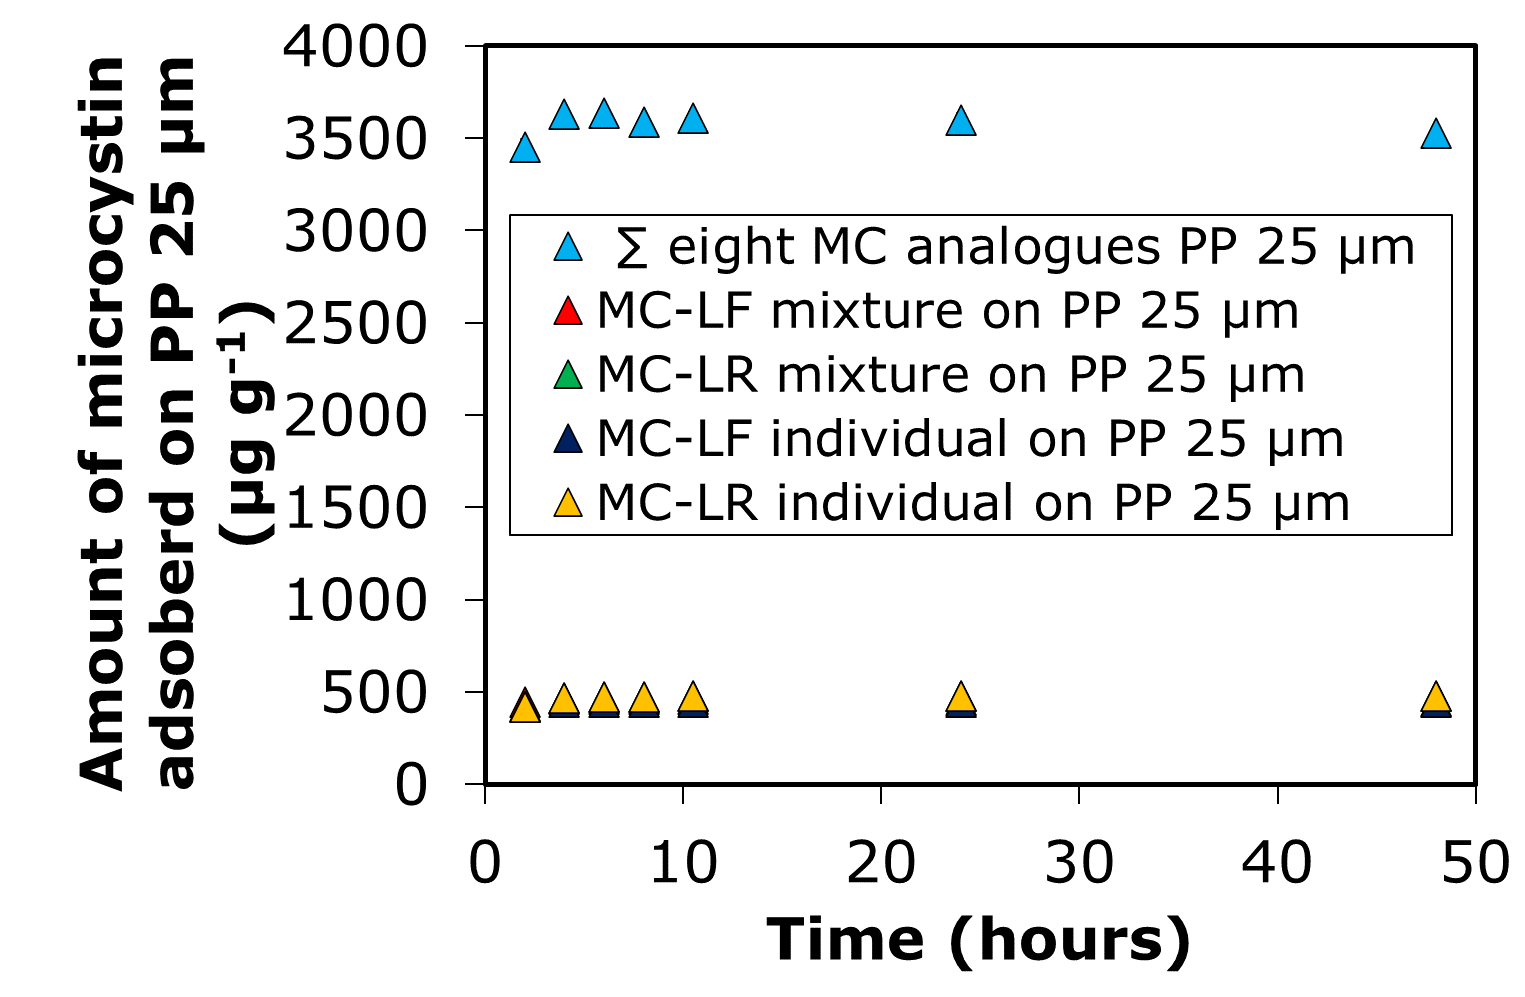 Amount of microcystin
adsoberd on PP 25 µm
(µg g⁻¹)
4000
3500
3000
2500
2000
1500
1000
500
0
∑ eight MC analogues PP 25 µm
MC-LF mixture on PP 25 µm
MC-LR mixture on PP 25 µm
MC-LF individual on PP 25 µm
MC-LR individual on PP 25 µm
0 10 20 30 40 50
Time (hours)